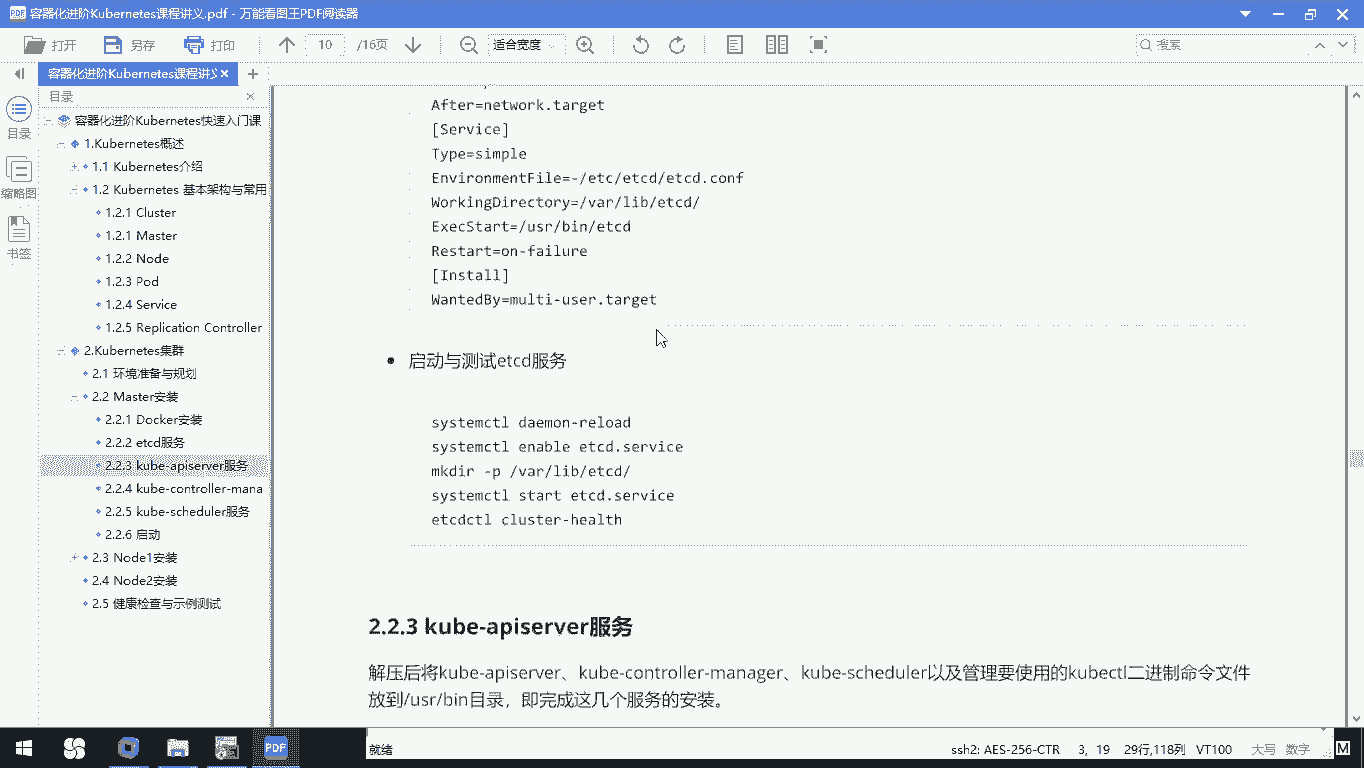 容器化进阶Kubernetes课程讲义.pdf - 万能看图王PDF阅读器
打开 另存 打印 10 /16页 适合宽度 搜索
容器化进阶Kubernetes课程讲义
目录
目录
缩略图
书签
容器化进阶Kubernetes快速入门课
1.Kubernetes概述
1.1 Kubernetes介绍
1.2 Kubernetes 基本架构与常用
1.2.1 Cluster
1.2.1 Master
1.2.2 Node
1.2.3 Pod
1.2.4 Service
1.2.5 Replication Controller
2.Kubernetes集群
2.1 环境准备与规划
2.2 Master安装
2.2.1 Docker安装
2.2.2 etcd服务
2.2.3 kube-apiserver服务
2.2.4 kube-controller-mana
2.2.5 kube-scheduler服务
2.2.6 启动
2.3 Node1安装
2.4 Node2安装
2.5 健康检查与示例测试
After=network.target
[Service]
Type=simple
EnvironmentFile=-/etc/etcd/etcd.conf
WorkingDirectory=/var/lib/etcd/
ExecStart=/usr/bin/etcd
Restart=on-failure
[Install]
WantedBy=multi-user.target
• 启动与测试etcd服务
systemctl daemon-reload
systemctl enable etcd.service
mkdir -p /var/lib/etcd/
systemctl start etcd.service
etcdctl cluster-health
2.2.3 kube-apiserver服务
解压后将kube-apiserver、kube-controller-manager、kube-scheduler以及管理要使用的kubectl二进制命令文件
放到/usr/bin目录，即完成这几个服务的安装。
PDF
就绪 ssh2: AES-256-CTR 3, 19 29行,118列 VT100 大写 数字 M